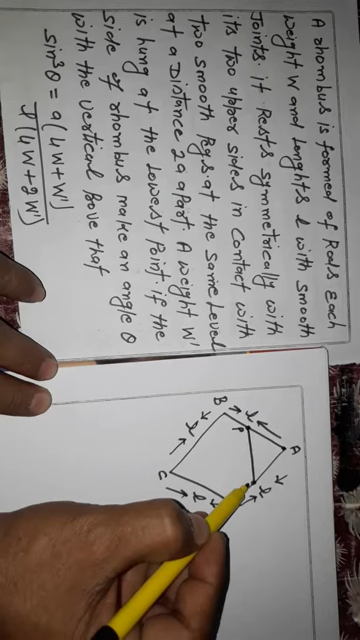 A rhombus is formed of Rods each
weight W and lenghts l with smooth
Joints. it Rests symmetrically with
its two upper sides in Contact with
two smooth Pegs at the same Level
at a Distance 2a apart. A weight W'
is hung at the lowest Point. if the
side of rhombus make an angle θ
with the vertical Prove that
sin³θ = a(4W+W')
l(4W+2W')
A
l
l
B
P
l
C
l